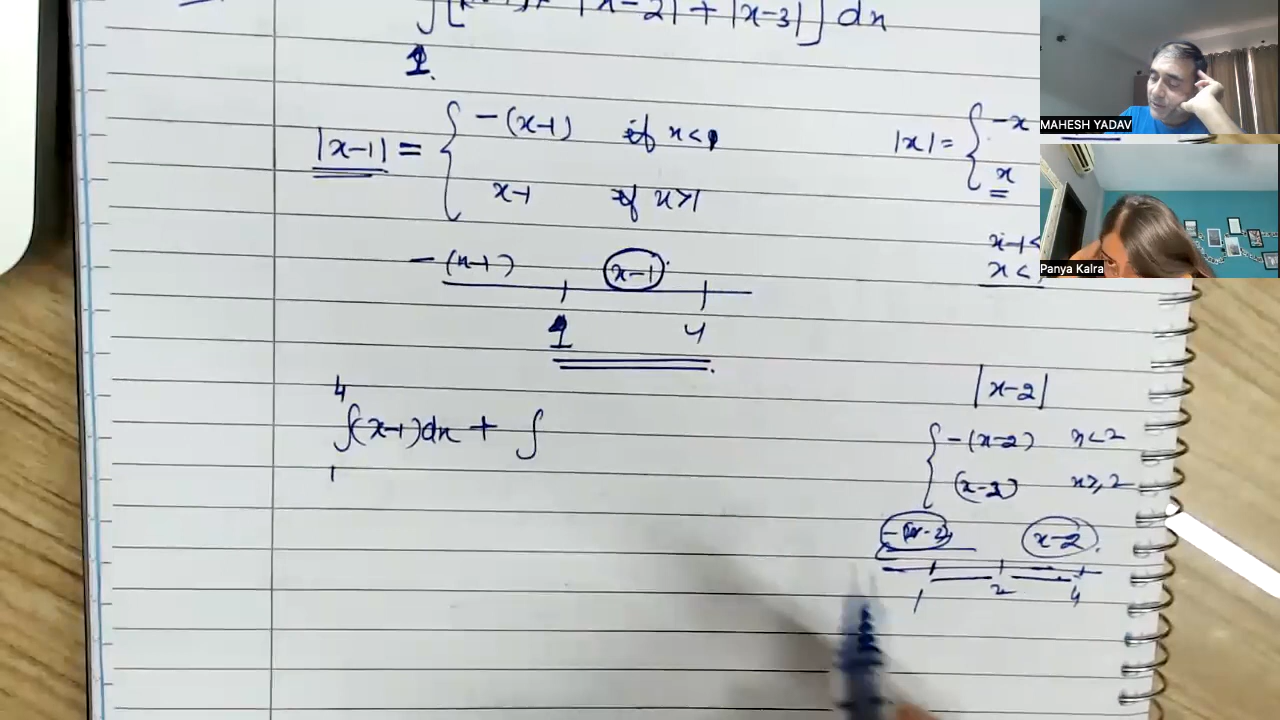 |x-2| + |x-3|] dx
1
|x-1| = { -(x-1) if x<1
x-1 if x>1
|x| = { -x
x
x-1<
x<
-(x-1) x-1
1 4
4
∫(x-1)dx + ∫
1
|x-2|
{ -(x-2) x<2
(x-2) x≥2
-(x-2) x-2
1 2 4
MAHESH YADAV
Panya Kalra